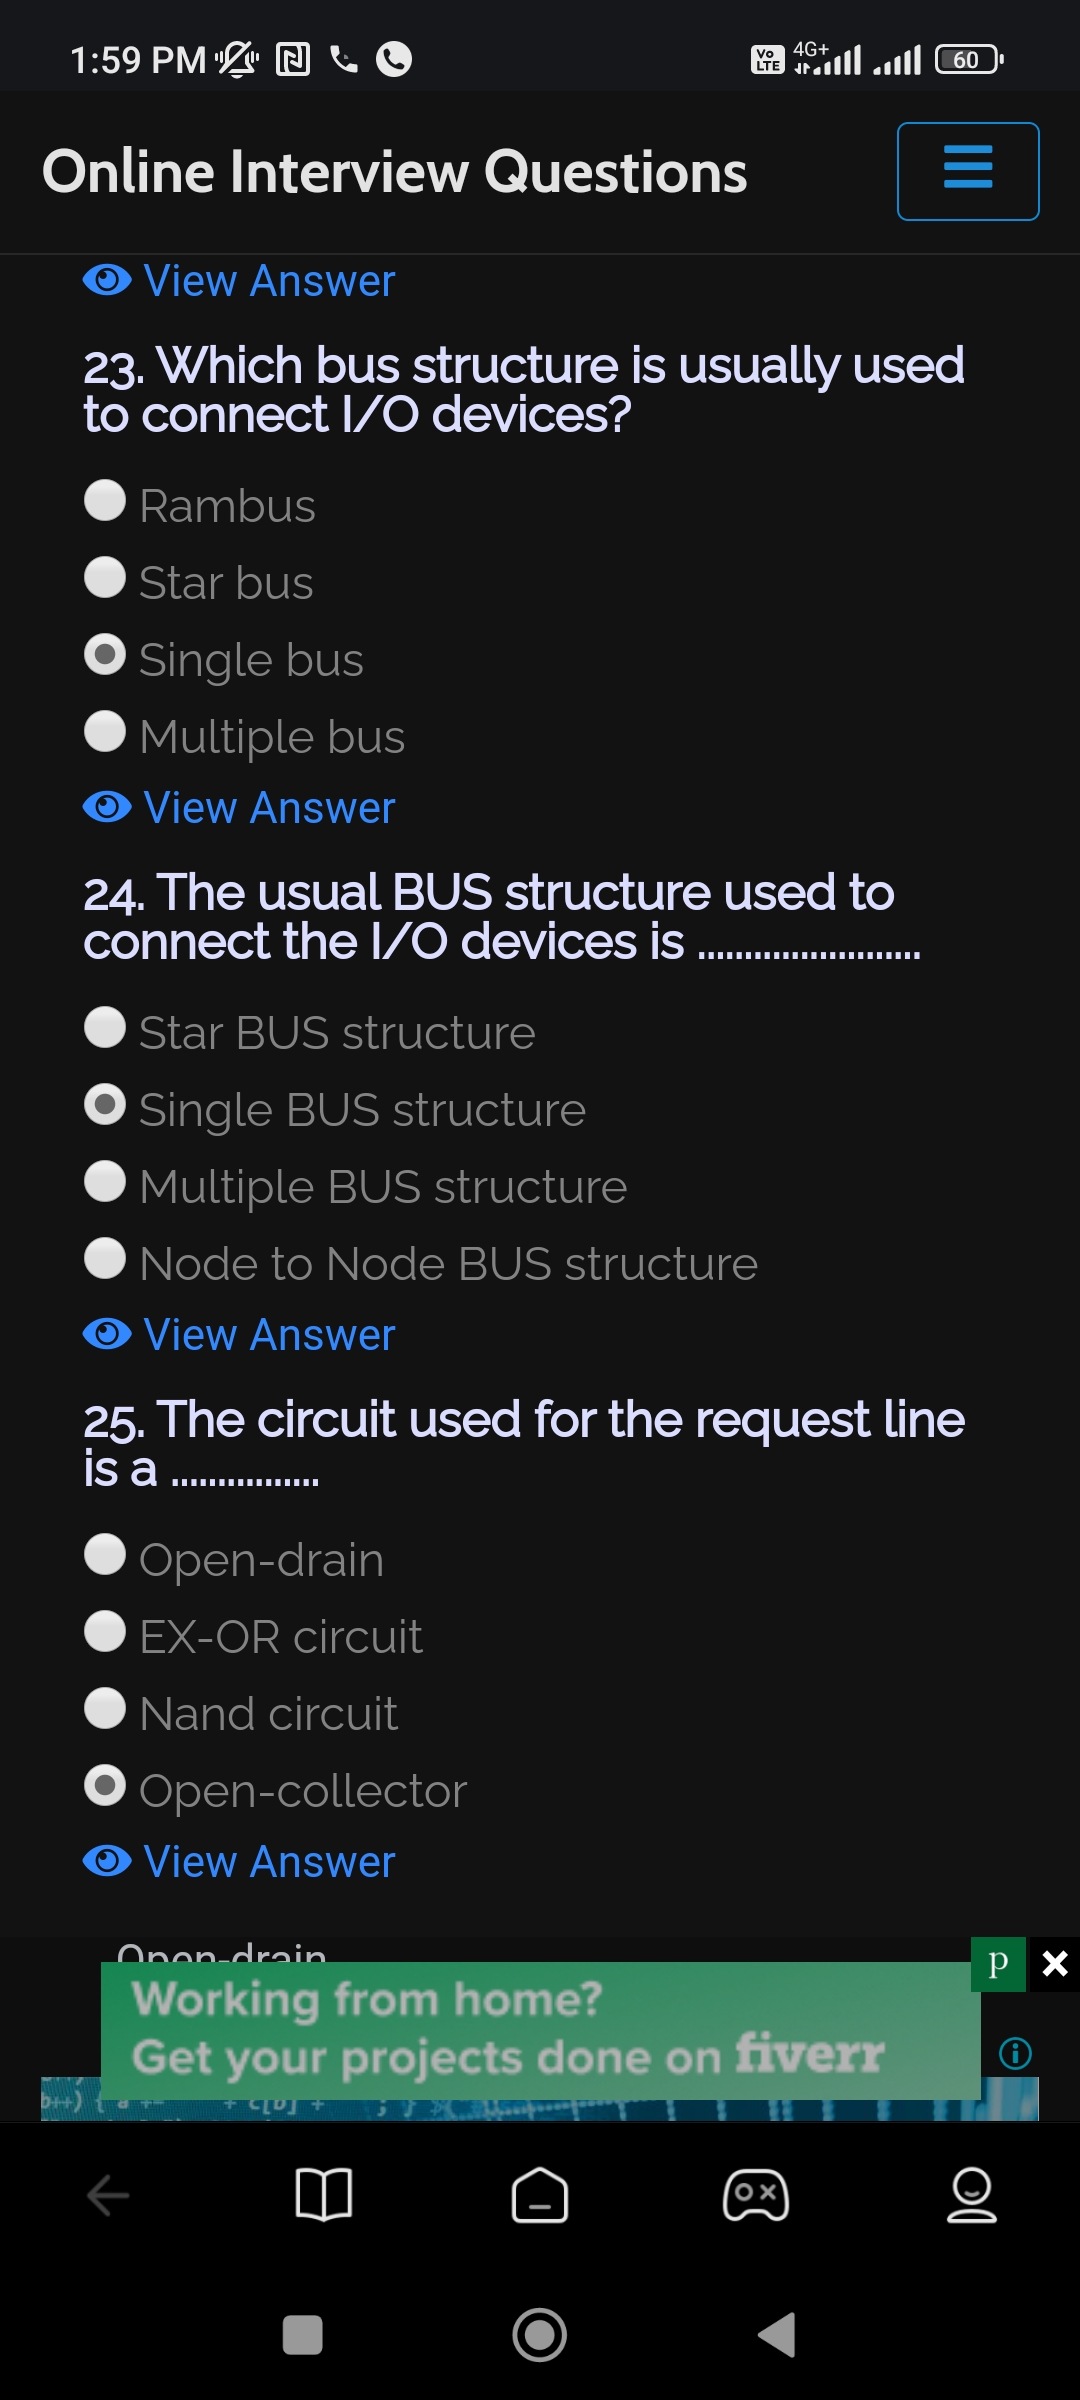 1:59 PM
Vo LTE 4G+ 60
Online Interview Questions
View Answer
23. Which bus structure is usually used
to connect I/O devices?
Rambus
Star bus
Single bus
Multiple bus
View Answer
24. The usual BUS structure used to
connect the I/O devices is ........................
Star BUS structure
Single BUS structure
Multiple BUS structure
Node to Node BUS structure
View Answer
25. The circuit used for the request line
is a ................
Open-drain
EX-OR circuit
Nand circuit
Open-collector
View Answer
Open-drain
p
Working from home?
Get your projects done on fiverr